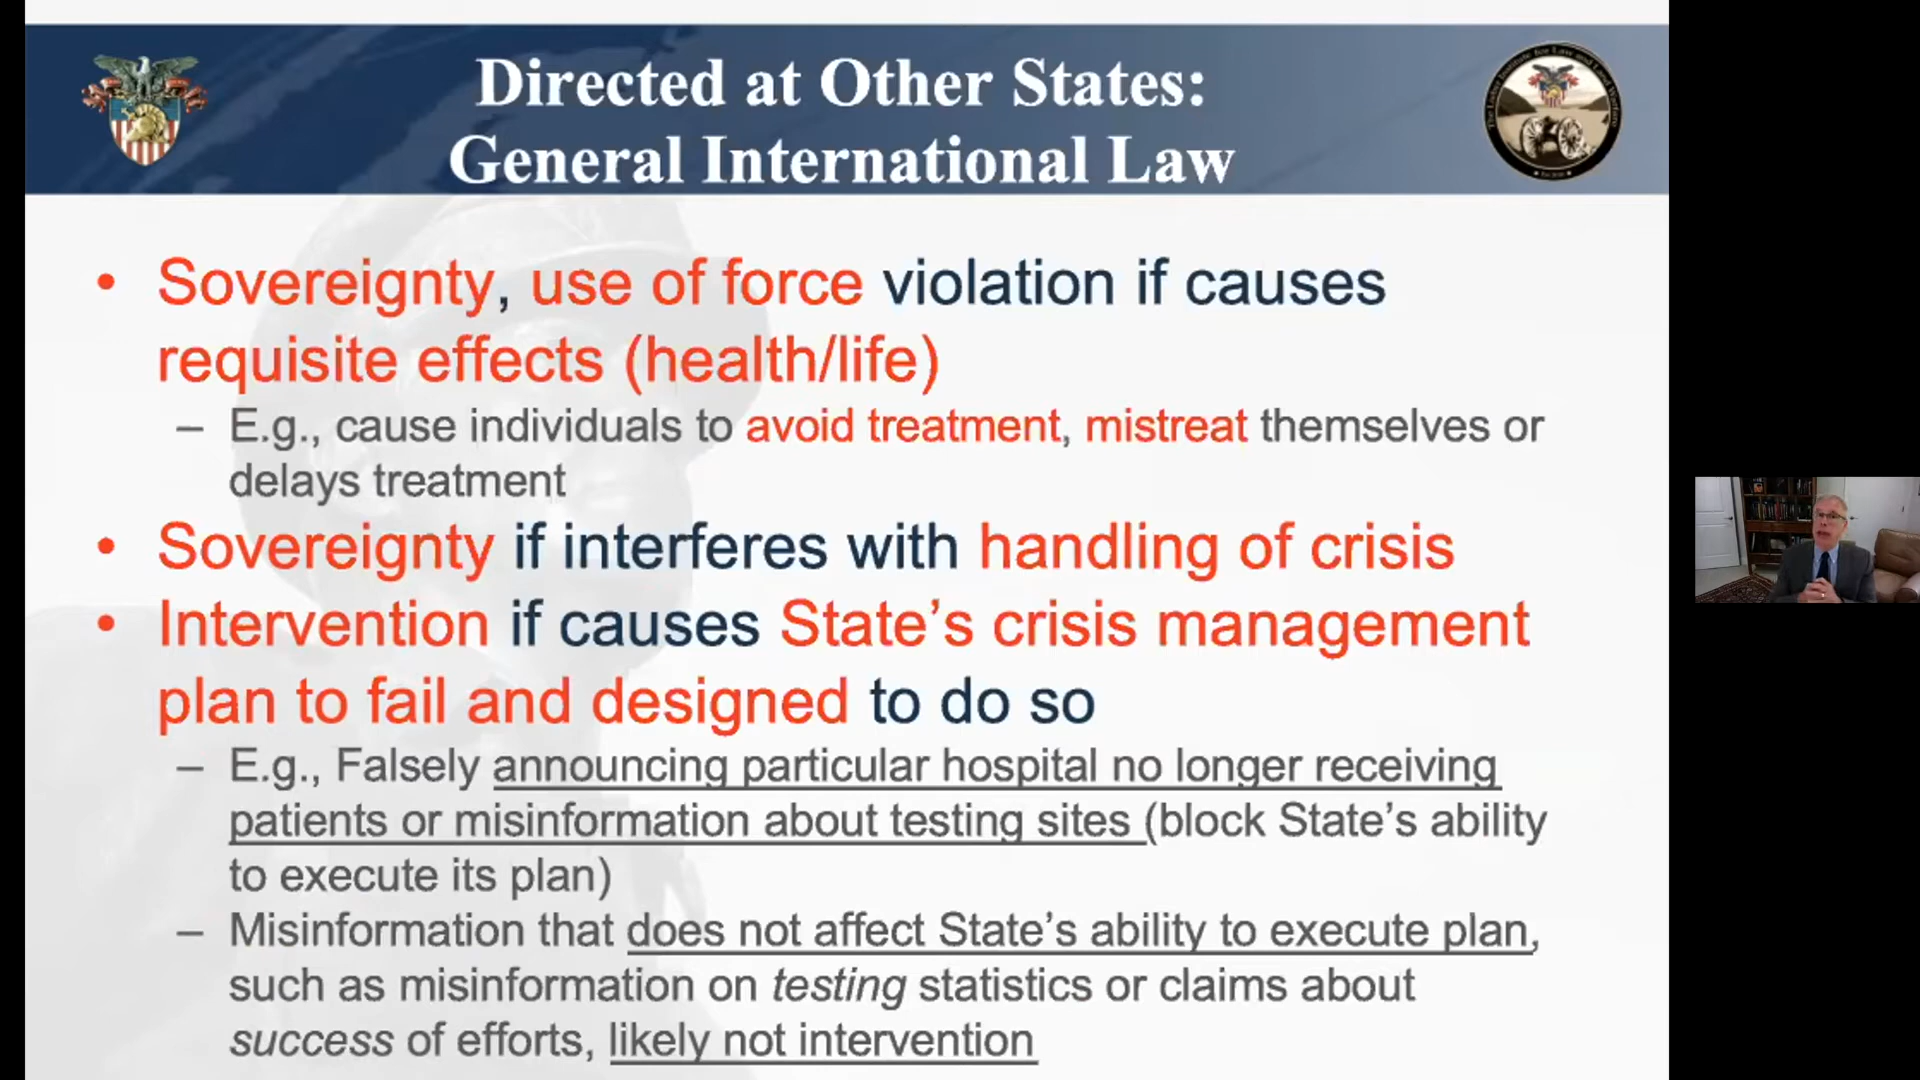 Directed at Other States:
General International Law
• Sovereignty, use of force violation if causes
requisite effects (health/life)
– E.g., cause individuals to avoid treatment, mistreat themselves or
delays treatment
• Sovereignty if interferes with handling of crisis
• Intervention if causes State’s crisis management
plan to fail and designed to do so
– E.g., Falsely announcing particular hospital no longer receiving
patients or misinformation about testing sites (block State’s ability
to execute its plan)
– Misinformation that does not affect State’s ability to execute plan,
such as misinformation on testing statistics or claims about
success of efforts, likely not intervention